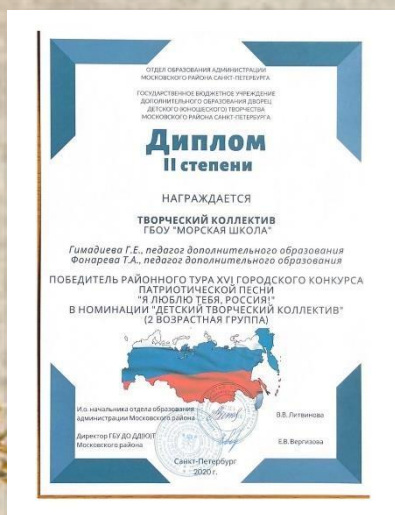 ОТДЕЛ ОБРАЗОВАНИЯ АДМИНИСТРАЦИИ
МОСКОВСКОГО РАЙОНА САНКТ-ПЕТЕРБУРГА
ГОСУДАРСТВЕННОЕ БЮДЖЕТНОЕ УЧРЕЖДЕНИЕ
ДОПОЛНИТЕЛЬНОГО ОБРАЗОВАНИЯ ДВОРЕЦ
ДЕТСКОГО (ЮНОШЕСКОГО) ТВОРЧЕСТВА
МОСКОВСКОГО РАЙОНА САНКТ-ПЕТЕРБУРГА
Диплом
II степени
НАГРАЖДАЕТСЯ
ТВОРЧЕСКИЙ КОЛЛЕКТИВ
ГБОУ "МОРСКАЯ ШКОЛА"
Гимадиева Г.Е., педагог дополнительного образования
Фонарева Т.А., педагог дополнительного образования
ПОБЕДИТЕЛЬ РАЙОННОГО ТУРА XVI ГОРОДСКОГО КОНКУРСА
ПАТРИОТИЧЕСКОЙ ПЕСНИ
"Я ЛЮБЛЮ ТЕБЯ, РОССИЯ!"
В НОМИНАЦИИ "ДЕТСКИЙ ТВОРЧЕСКИЙ КОЛЛЕКТИВ"
(2 ВОЗРАСТНАЯ ГРУППА)
И.о. начальника отдела образования
администрации Московского района
В.В. Литвинова
Директор ГБУ ДО ДД(Ю)Т
Московского района
Е.В. Вергизова
Санкт-Петербург
2020 г.